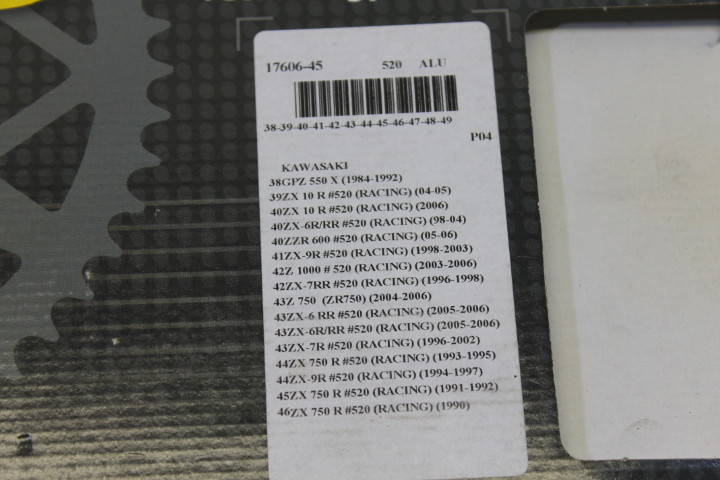 17606-45 520 ALU
38-39-40-41-42-43-44-45-46-47-48-49
P04
KAWASAKI
38GPZ 550 X (1984-1992)
39ZX 10 R #520 (RACING) (04-05)
40ZX 10 R #520 (RACING) (2006)
40ZX-6R/RR #520 (RACING) (98-04)
40ZZR 600 #520 (RACING) (05-06)
41ZX-9R #520 (RACING) (1998-2003)
42Z 1000 # 520 (RACING) (2003-2006)
42ZX-7RR #520 (RACING) (1996-1998)
43Z 750 (ZR750) (2004-2006)
43ZX-6 RR #520 (RACING) (2005-2006)
43ZX-6R/RR #520 (RACING) (2005-2006)
43ZX-7R #520 (RACING) (1996-2002)
44ZX 750 R #520 (RACING) (1993-1995)
44ZX-9R #520 (RACING) (1994-1997)
45ZX 750 R #520 (RACING) (1991-1992)
46ZX 750 R #520 (RACING) (1990)